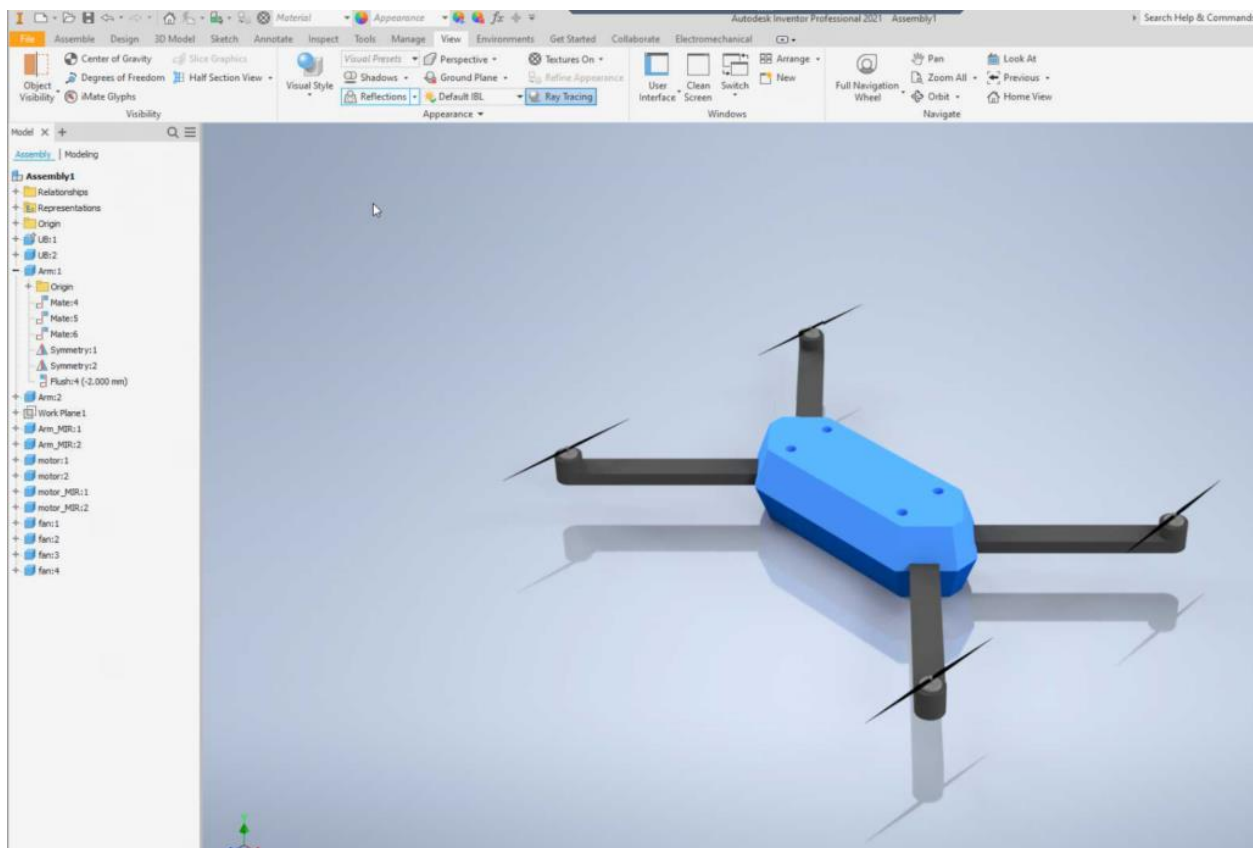 Material Appearance fx Autodesk Inventor Professional 2021 Assembly1 Search Help & Commands
File Assemble Design 3D Model Sketch Annotate Inspect Tools Manage View Environments Get Started Collaborate Electromechanical
Object Visibility
Center of Gravity
Degrees of Freedom
iMate Glyphs
Slice Graphics
Half Section View
Visibility
Visual Style
Visual Presets
Shadows
Reflections
Perspective
Ground Plane
Default IBL
Textures On
Refine Appearance
Ray Tracing
Appearance
User Interface
Clean Screen
Switch
Arrange
New
Windows
Full Navigation Wheel
Pan
Zoom All
Orbit
Look At
Previous
Home View
Navigate
Model
Assembly | Modeling
Assembly1
Relationships
Representations
Origin
UB:1
UB:2
Arm:1
Origin
Mate:4
Mate:5
Mate:6
Symmetry:1
Symmetry:2
Flush:4 (-2.000 mm)
Arm:2
Work Plane1
Arm_MIR:1
Arm_MIR:2
motor:1
motor:2
motor_MIR:1
motor_MIR:2
fan:1
fan:2
fan:3
fan:4